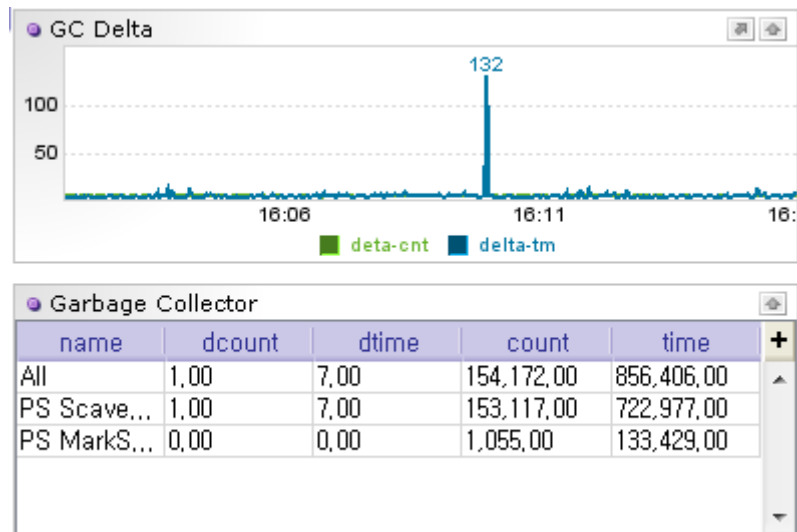 GC Delta
132
100
50
16:06 16:11 16:
deta-cnt delta-tm
Garbage Collector
name dcount dtime count time +
All 1,00 7,00 154,172,00 856,406,00
PS Scave,,, 1,00 7,00 153,117,00 722,977,00
PS MarkS,,, 0,00 0,00 1,055,00 133,429,00